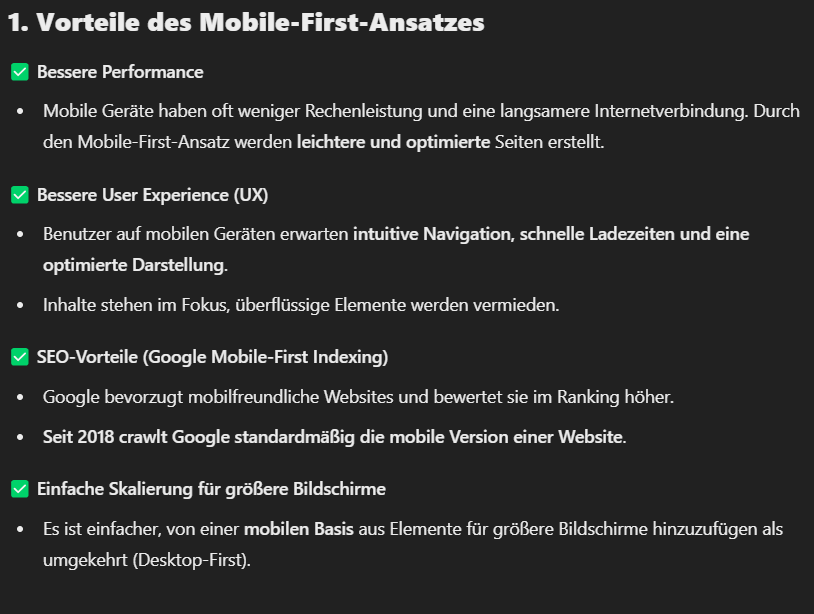 1. Vorteile des Mobile-First-Ansatzes
✅ Bessere Performance
• Mobile Geräte haben oft weniger Rechenleistung und eine langsamere Internetverbindung. Durch
den Mobile-First-Ansatz werden leichtere und optimierte Seiten erstellt.
✅ Bessere User Experience (UX)
• Benutzer auf mobilen Geräten erwarten intuitive Navigation, schnelle Ladezeiten und eine
optimierte Darstellung.
• Inhalte stehen im Fokus, überflüssige Elemente werden vermieden.
✅ SEO-Vorteile (Google Mobile-First Indexing)
• Google bevorzugt mobilfreundliche Websites und bewertet sie im Ranking höher.
• Seit 2018 crawlt Google standardmäßig die mobile Version einer Website.
✅ Einfache Skalierung für größere Bildschirme
• Es ist einfacher, von einer mobilen Basis aus Elemente für größere Bildschirme hinzuzufügen als
umgekehrt (Desktop-First).